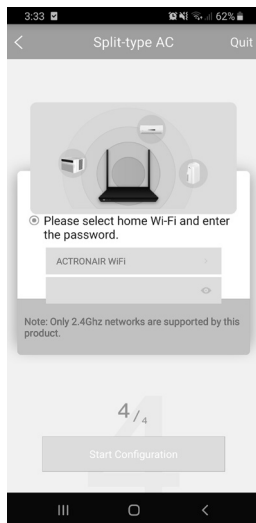 3:33 62%
Split-type AC Quit
Please select home Wi-Fi and enter
the password.
ACTRONAIR WiFi
Note: Only 2.4Ghz networks are supported by this
product.
4/4
Start Configuration
4